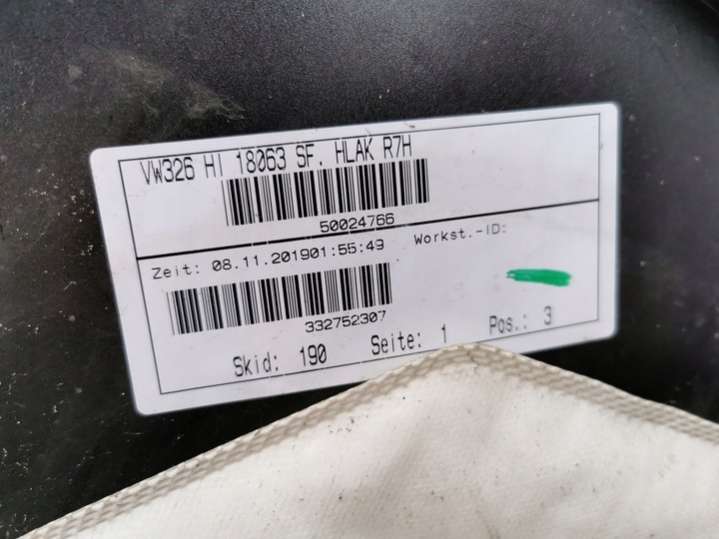 VW326 HI 18063 SF. HLAK R7H
50024766
Zeit: 08.11.201901:55:49 Workst.-ID:
332752307
Skid: 190 Seite: 1 Pos.: 3